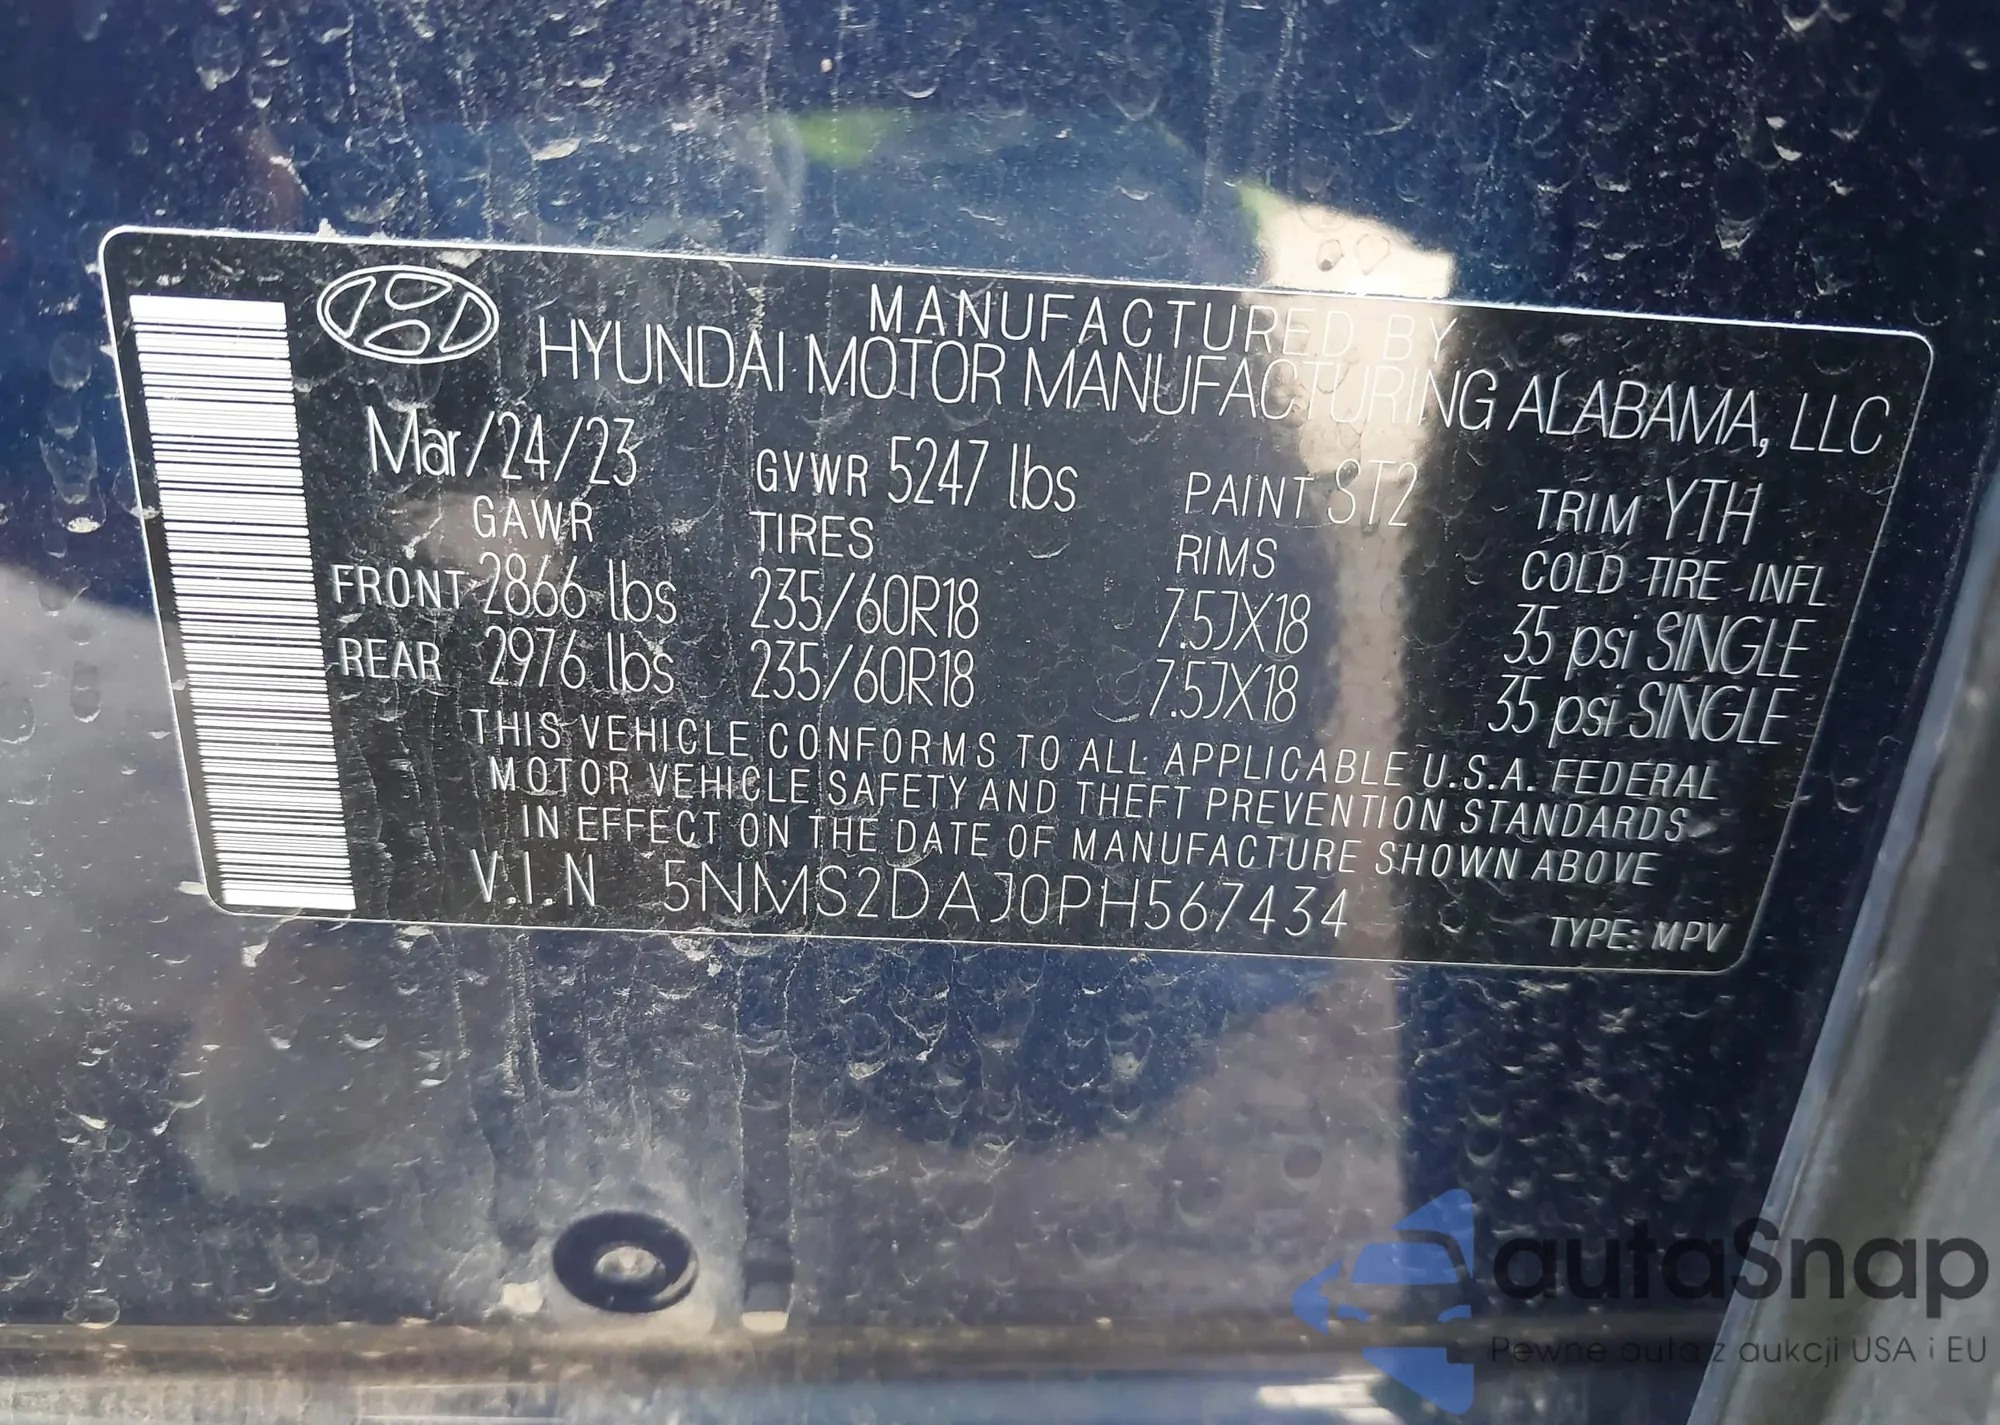 MANUFACTURED BY
HYUNDAI MOTOR MANUFACTURING ALABAMA, LLC
Mar/24/23 GVWR 5247 lbs PAINT ST2 TRIM YTH
GAWR TIRES RIMS COLD TIRE INFL
FRONT 2866 lbs 235/60R18 7.5JX18 35 psi SINGLE
REAR 2976 lbs 235/60R18 7.5JX18 35 psi SINGLE
THIS VEHICLE CONFORMS TO ALL APPLICABLE U.S.A. FEDERAL
MOTOR VEHICLE SAFETY AND THEFT PREVENTION STANDARDS
IN EFFECT ON THE DATE OF MANUFACTURE SHOWN ABOVE
V.I.N 5NMS2DAJ0PH567434
TYPE: MPV
autaSnap
Pewne auta z aukcji USA i EU